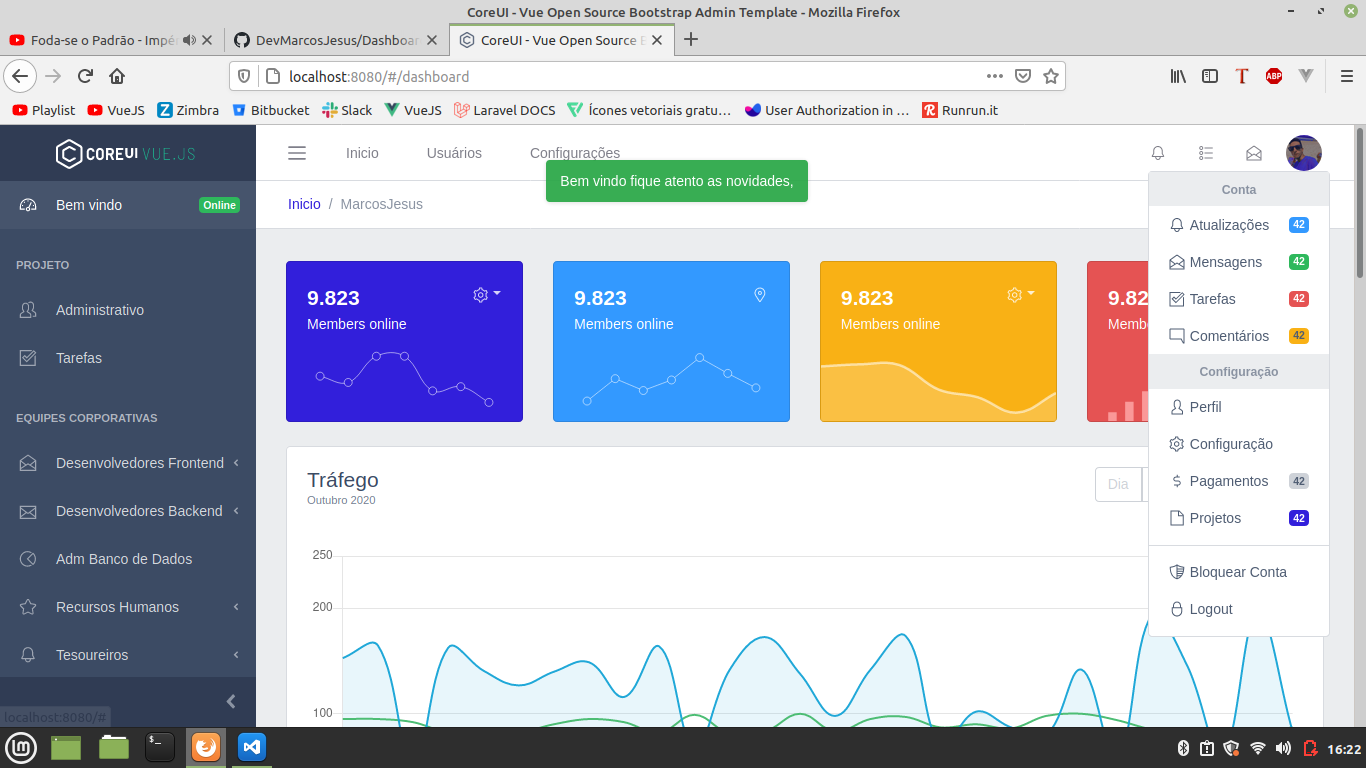 CoreUI - Vue Open Source Bootstrap Admin Template - Mozilla Firefox
Foda-se o Padrão - Impé
DevMarcosJesus/Dashboar
CoreUI - Vue Open Source
localhost:8080/#/dashboard
T
ABP
Playlist
VueJS
Zimbra
Bitbucket
Slack
VueJS
Laravel DOCS
Ícones vetoriais gratu...
User Authorization in ...
Runrun.it
COREUI VUE.JS
Inicio
Usuários
Configurações
Bem vindo fique atento as novidades,
Inicio / MarcosJesus
Bem vindo
Online
PROJETO
Administrativo
Tarefas
EQUIPES CORPORATIVAS
Desenvolvedores Frontend
Desenvolvedores Backend
Adm Banco de Dados
Recursos Humanos
Tesoureiros
localhost:8080/#
9.823
Members online
9.823
Members online
9.823
Members online
9.82
Memb
Tráfego
Outubro 2020
Dia
250
200
100
Conta
Atualizações 42
Mensagens 42
Tarefas 42
Comentários 42
Configuração
Perfil
Configuração
Pagamentos 42
Projetos 42
Bloquear Conta
Logout
16:22